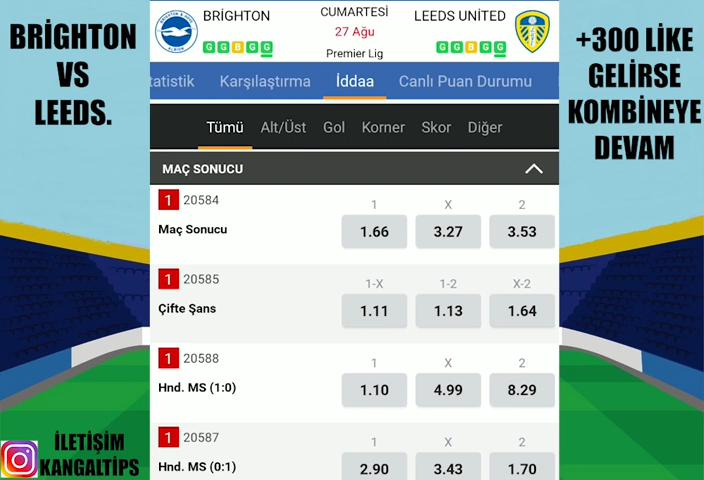 BRİGHTON
VS
LEEDS.
BRİGHTON
G G B G G
CUMARTESİ
27 Ağu
Premier Lig
LEEDS UNİTED
G G B G G
+300 LİKE
GELİRSE
KOMBİNEYE
DEVAM
tatistik Karşılaştırma İddaa Canlı Puan Durumu
Tümü Alt/Üst Gol Korner Skor Diğer
MAÇ SONUCU
1 20584 1 X 2
Maç Sonucu 1.66 3.27 3.53
1 20585 1-X 1-2 X-2
Çifte Şans 1.11 1.13 1.64
1 20588 1 X 2
Hnd. MS (1:0) 1.10 4.99 8.29
1 20587 1 X 2
Hnd. MS (0:1) 2.90 3.43 1.70
İLETİŞİM
KANGALTİPS